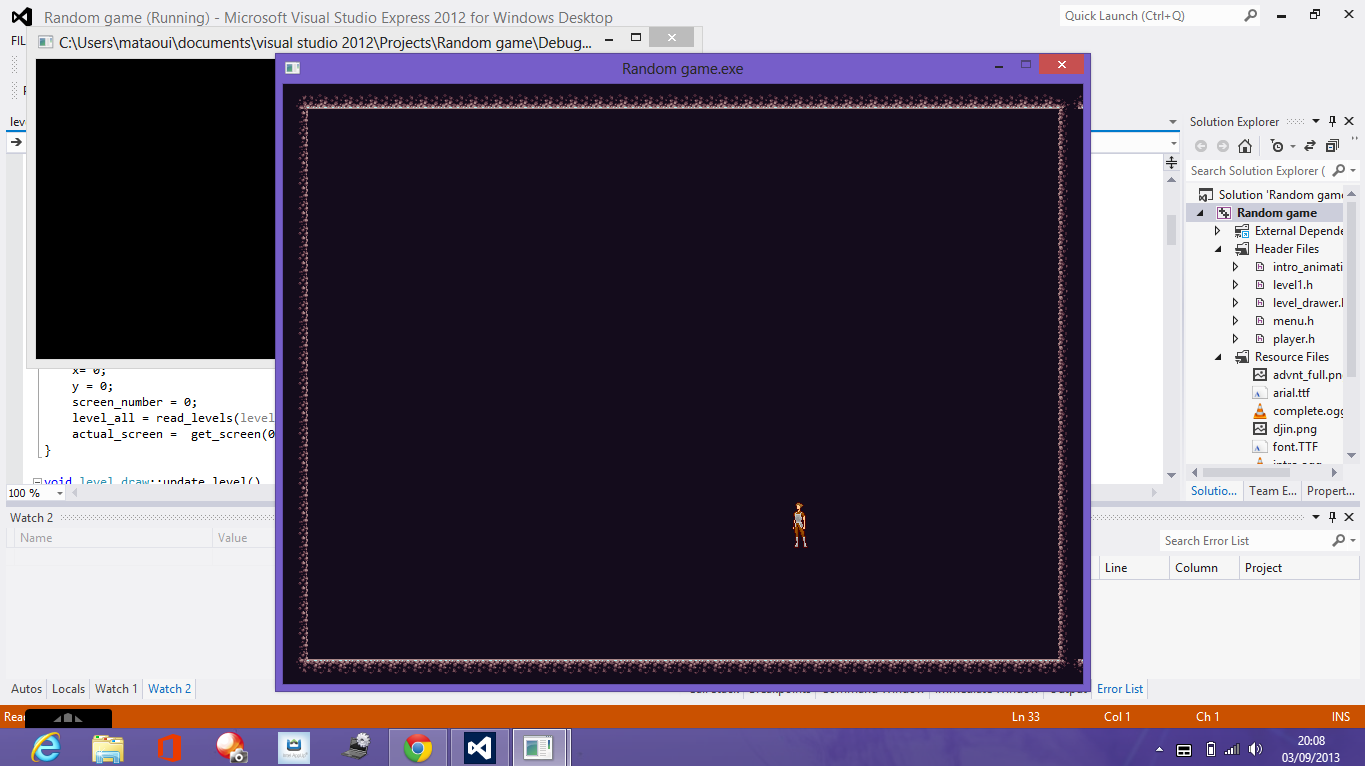 Random game (Running) - Microsoft Visual Studio Express 2012 for Windows Desktop
Quick Launch (Ctrl+Q)
FIL
C:\Users\mataoui\documents\visual studio 2012\Projects\Random game\Debug...
Random game.exe
lev
Solution Explorer
Search Solution Explorer (
Solution 'Random game
Random game
External Depende
Header Files
intro_animati
level1.h
level_drawer.h
menu.h
player.h
Resource Files
advnt_full.pn
arial.ttf
complete.ogg
djin.png
font.TTF
x= 0;
y = 0;
screen_number = 0;
level_all = read_levels(level
actual_screen = get_screen(0
}
void level_draw::update_level()
100 %
Solutio... Team E... Propert...
Watch 2
Name Value
Search Error List
Line Column Project
Autos Locals Watch 1 Watch 2
Error List
Ln 33 Col 1 Ch 1 INS
20:08
03/09/2013